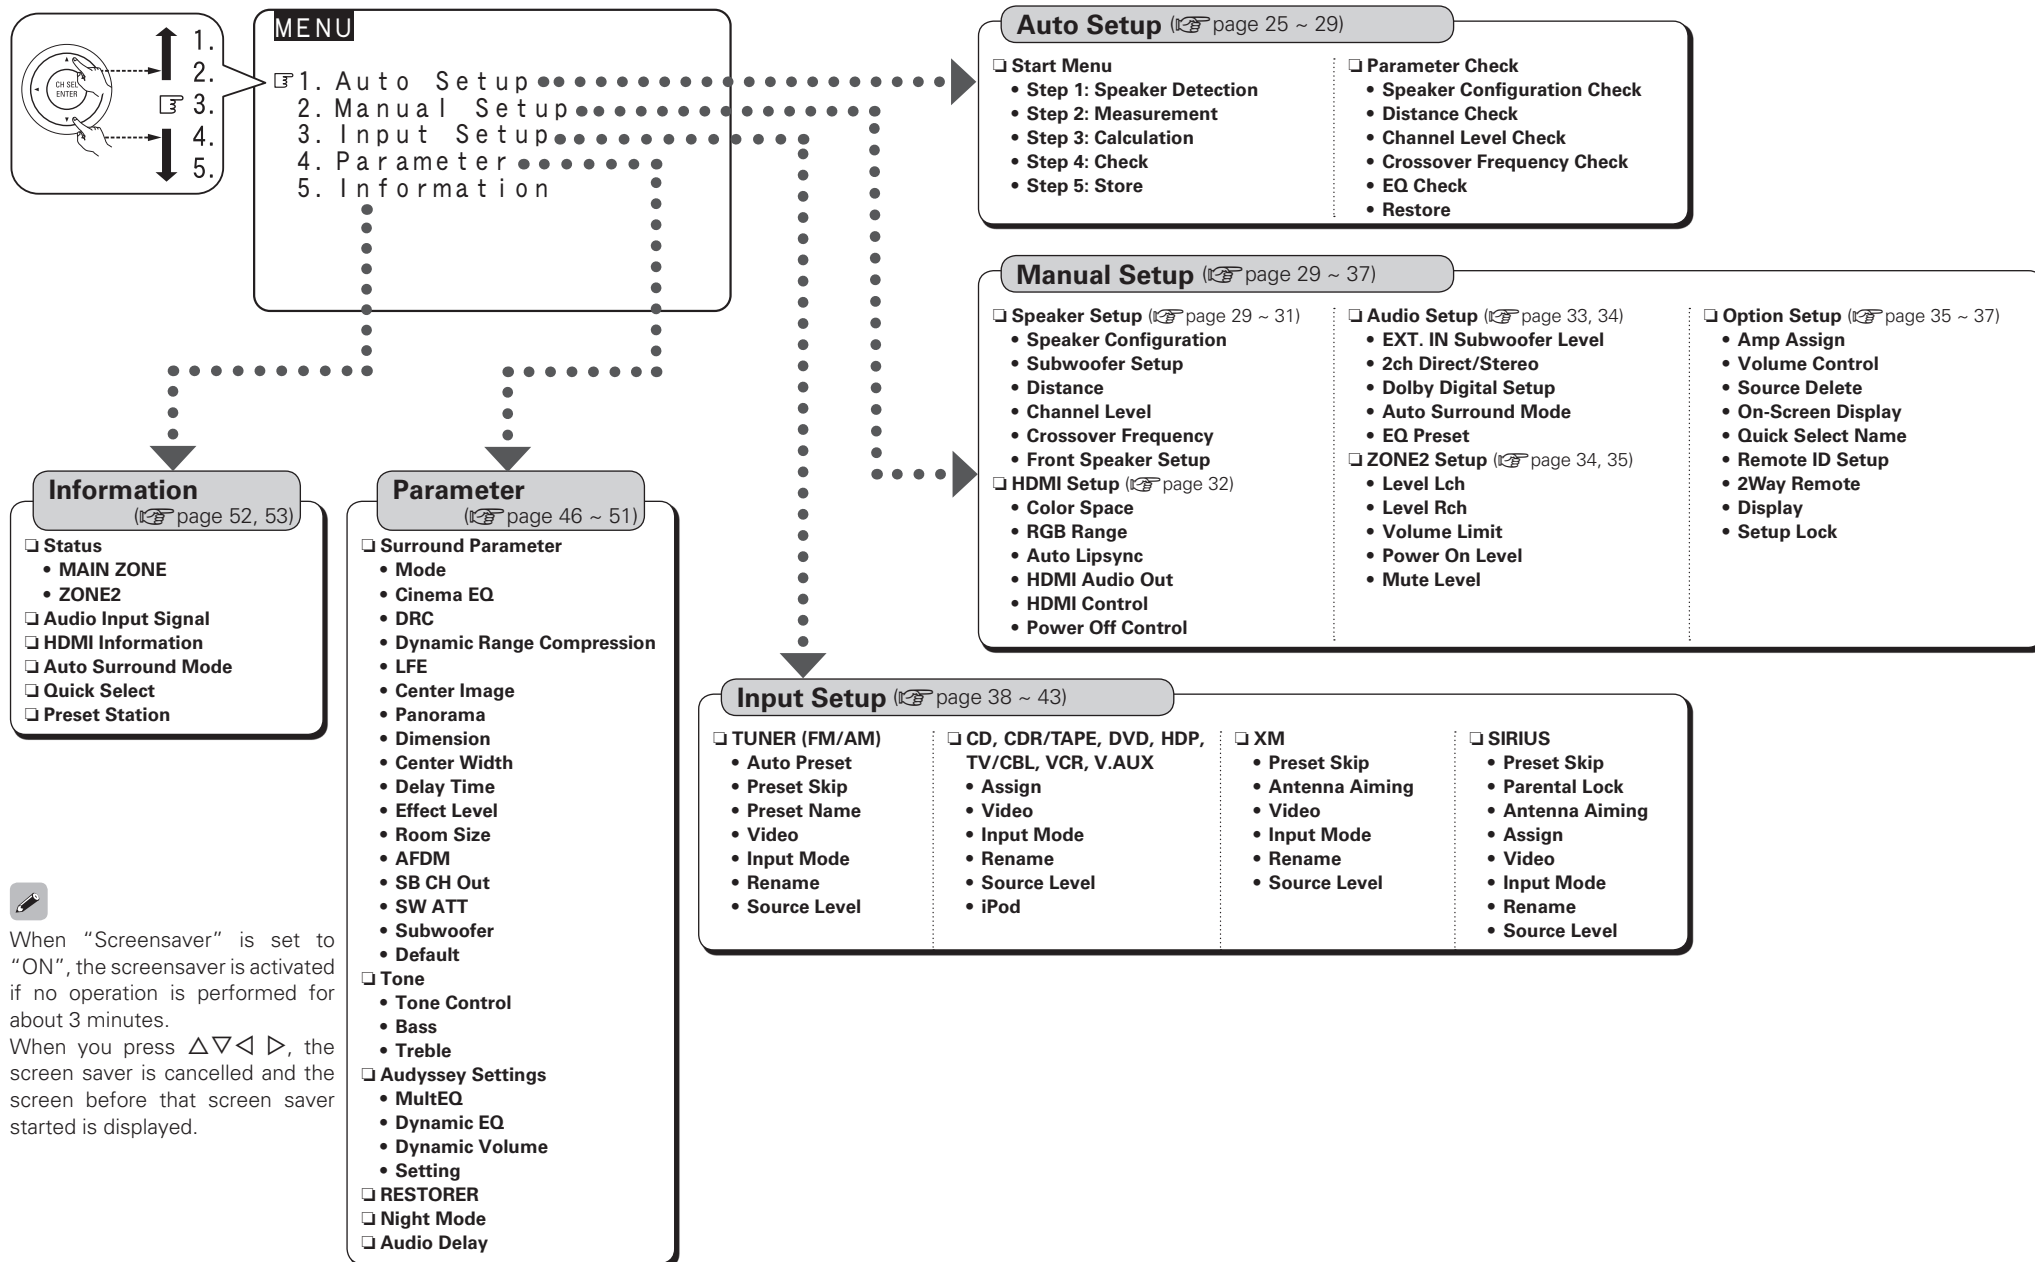 CH SEL
ENTER
1.
2.
3.
4.
5.
MENU
1. Auto Setup
2. Manual Setup
3. Input Setup
4. Parameter
5. Information
Auto Setup (page 25 ~ 29)
Start Menu
• Step 1: Speaker Detection
• Step 2: Measurement
• Step 3: Calculation
• Step 4: Check
• Step 5: Store
Parameter Check
• Speaker Configuration Check
• Distance Check
• Channel Level Check
• Crossover Frequency Check
• EQ Check
• Restore
Manual Setup (page 29 ~ 37)
Speaker Setup (page 29 ~ 31)
• Speaker Configuration
• Subwoofer Setup
• Distance
• Channel Level
• Crossover Frequency
• Front Speaker Setup
HDMI Setup (page 32)
• Color Space
• RGB Range
• Auto Lipsync
• HDMI Audio Out
• HDMI Control
• Power Off Control
Audio Setup (page 33, 34)
• EXT. IN Subwoofer Level
• 2ch Direct/Stereo
• Dolby Digital Setup
• Auto Surround Mode
• EQ Preset
ZONE2 Setup (page 34, 35)
• Level Lch
• Level Rch
• Volume Limit
• Power On Level
• Mute Level
Option Setup (page 35 ~ 37)
• Amp Assign
• Volume Control
• Source Delete
• On-Screen Display
• Quick Select Name
• Remote ID Setup
• 2Way Remote
• Display
• Setup Lock
Information
(page 52, 53)
Status
• MAIN ZONE
• ZONE2
Audio Input Signal
HDMI Information
Auto Surround Mode
Quick Select
Preset Station
Parameter
(page 46 ~ 51)
Surround Parameter
• Mode
• Cinema EQ
• DRC
• Dynamic Range Compression
• LFE
• Center Image
• Panorama
• Dimension
• Center Width
• Delay Time
• Effect Level
• Room Size
• AFDM
• SB CH Out
• SW ATT
• Subwoofer
• Default
Tone
• Tone Control
• Bass
• Treble
Audyssey Settings
• MultEQ
• Dynamic EQ
• Dynamic Volume
• Setting
RESTORER
Night Mode
Audio Delay
Input Setup (page 38 ~ 43)
TUNER (FM/AM)
• Auto Preset
• Preset Skip
• Preset Name
• Video
• Input Mode
• Rename
• Source Level
CD, CDR/TAPE, DVD, HDP,
TV/CBL, VCR, V.AUX
• Assign
• Video
• Input Mode
• Rename
• Source Level
• iPod
XM
• Preset Skip
• Antenna Aiming
• Video
• Input Mode
• Rename
• Source Level
SIRIUS
• Preset Skip
• Parental Lock
• Antenna Aiming
• Assign
• Video
• Input Mode
• Rename
• Source Level
When “Screensaver” is set to
“ON”, the screensaver is activated
if no operation is performed for
about 3 minutes.
When you press △▽◁ ▷, the
screen saver is cancelled and the
screen before that screen saver
started is displayed.